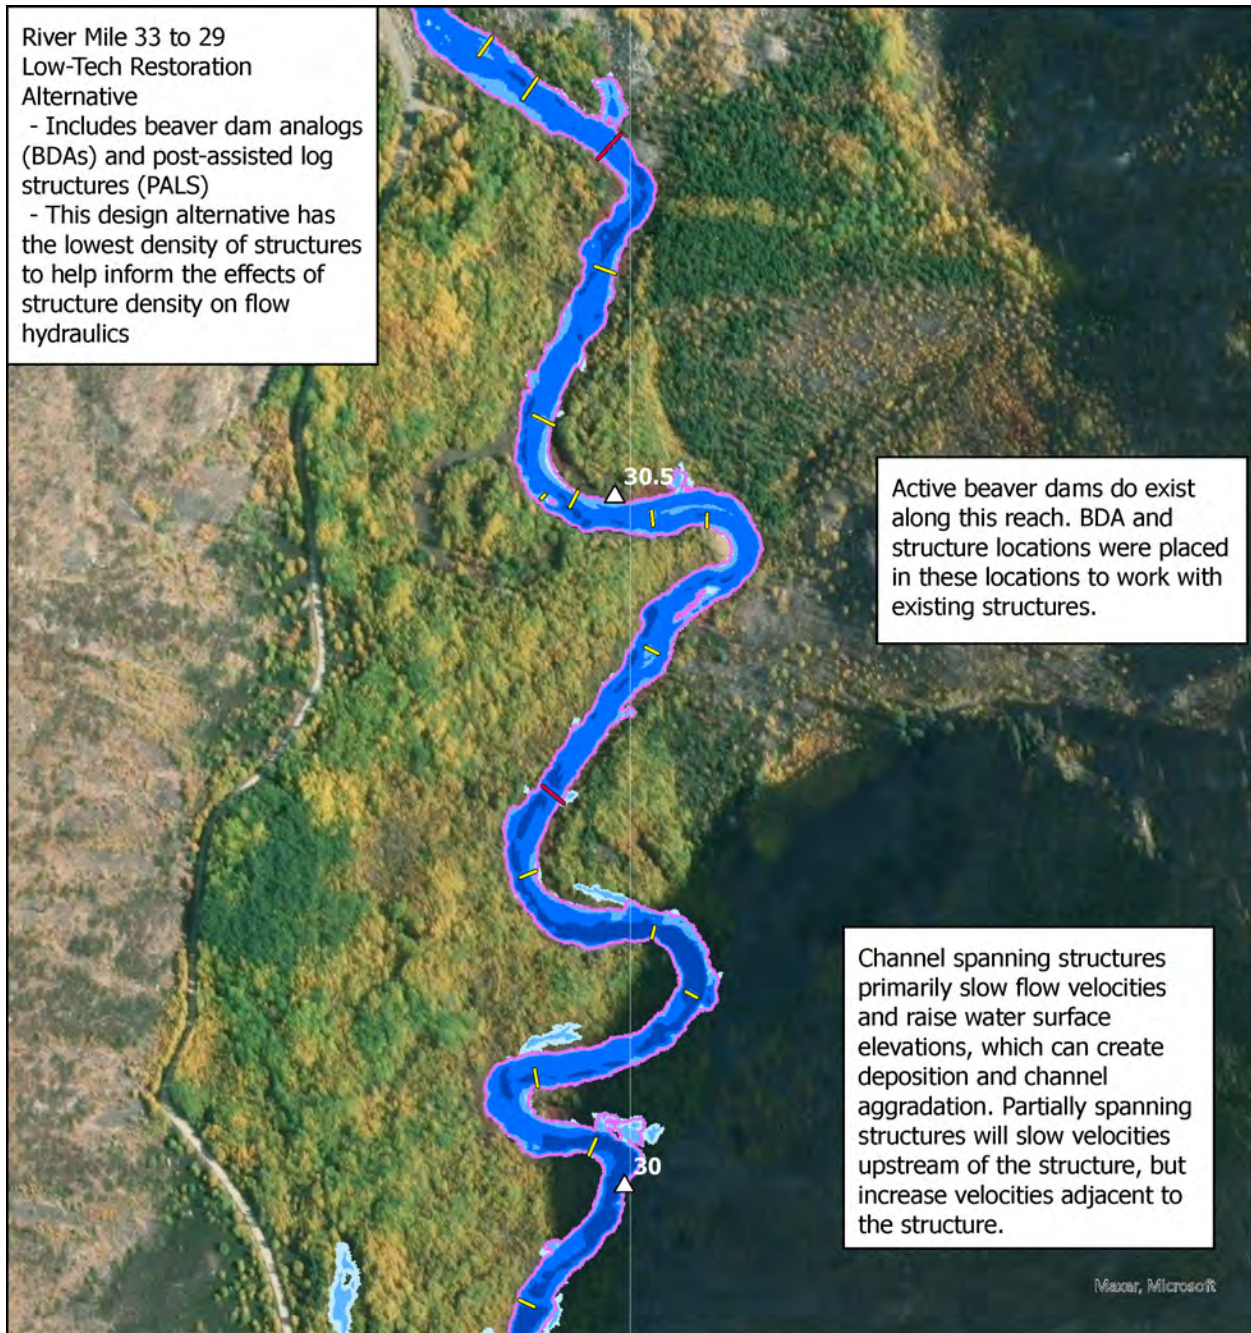 River Mile 33 to 29
Low-Tech Restoration
Alternative
- Includes beaver dam analogs
(BDAs) and post-assisted log
structures (PALS)
- This design alternative has
the lowest density of structures
to help inform the effects of
structure density on flow
hydraulics
30.5
Active beaver dams do exist
along this reach. BDA and
structure locations were placed
in these locations to work with
existing structures.
Channel spanning structures
primarily slow flow velocities
and raise water surface
elevations, which can create
deposition and channel
aggradation. Partially spanning
structures will slow velocities
upstream of the structure, but
increase velocities adjacent to
the structure.
30
Maxar, Microsoft